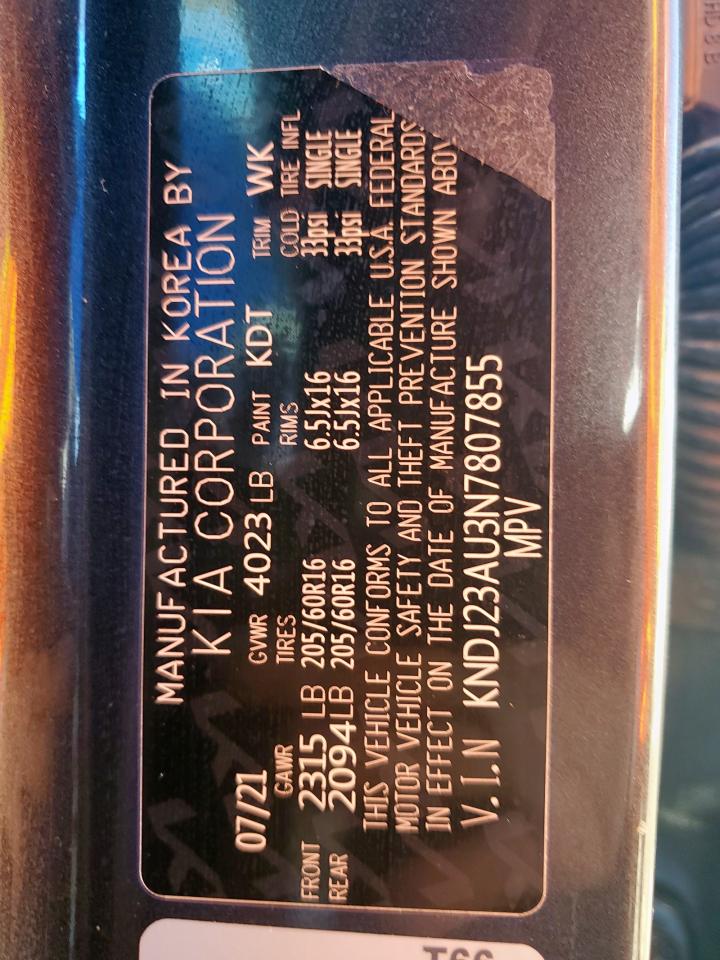 MANUFACTURED IN KOREA BY
KIA CORPORATION
07/21 GVWR 4023 LB PAINT KDT TRIM WK
GAWR TIRES RIMS COLD TIRE INFL
FRONT 2315 LB 205/60R16 6.5Jx16 33psi SINGLE
REAR 2094LB 205/60R16 6.5Jx16 33psi SINGLE
THIS VEHICLE CONFORMS TO ALL APPLICABLE U.S.A. FEDERAL
MOTOR VEHICLE SAFETY AND THEFT PREVENTION STANDARDS
IN EFFECT ON THE DATE OF MANUFACTURE SHOWN ABOV
V.I.N KNDJ23AU3N7807855
MPV